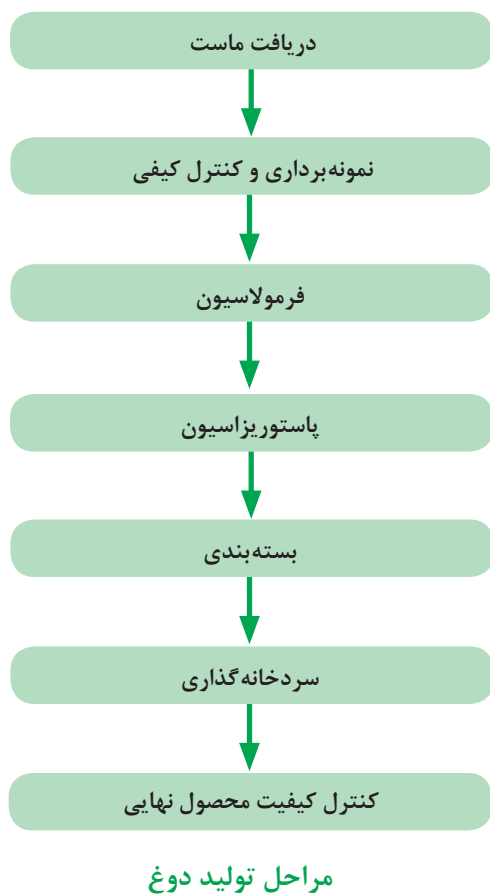 دریافت ماست
نمونه‌برداری و کنترل کیفی
فرمولاسیون
پاستوریزاسیون
بسته‌بندی
سردخانه‌گذاری
کنترل کیفیت محصول نهایی
مراحل تولید دوغ